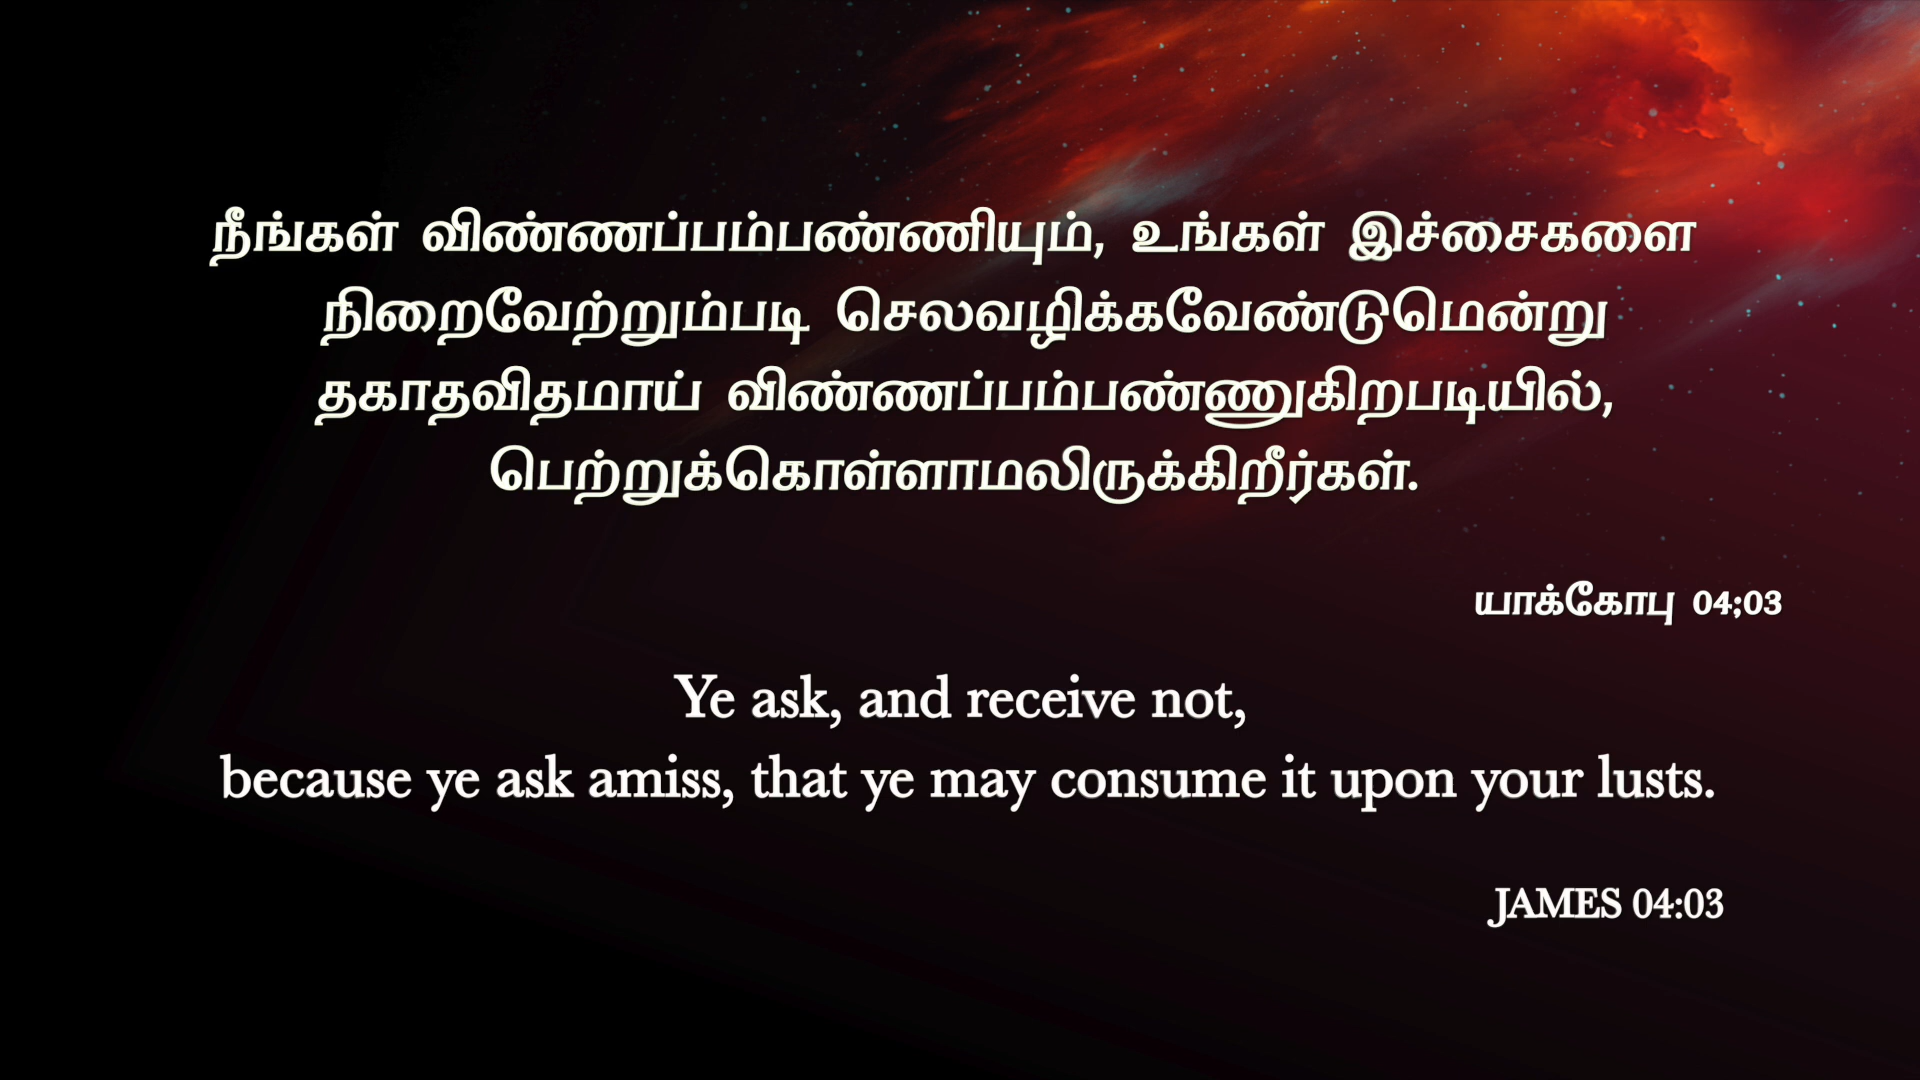 நீங்கள் விண்ணப்பம்பண்ணியும், உங்கள் இச்சைகளை
நிறைவேற்றும்படி செலவழிக்கவேண்டுமென்று
தகாதவிதமாய் விண்ணப்பம்பண்ணுகிறபடியில்,
பெற்றுக்கொள்ளாமலிருக்கிறீர்கள்.
யாக்கோபு 04;03
Ye ask, and receive not,
because ye ask amiss, that ye may consume it upon your lusts.
JAMES 04:03